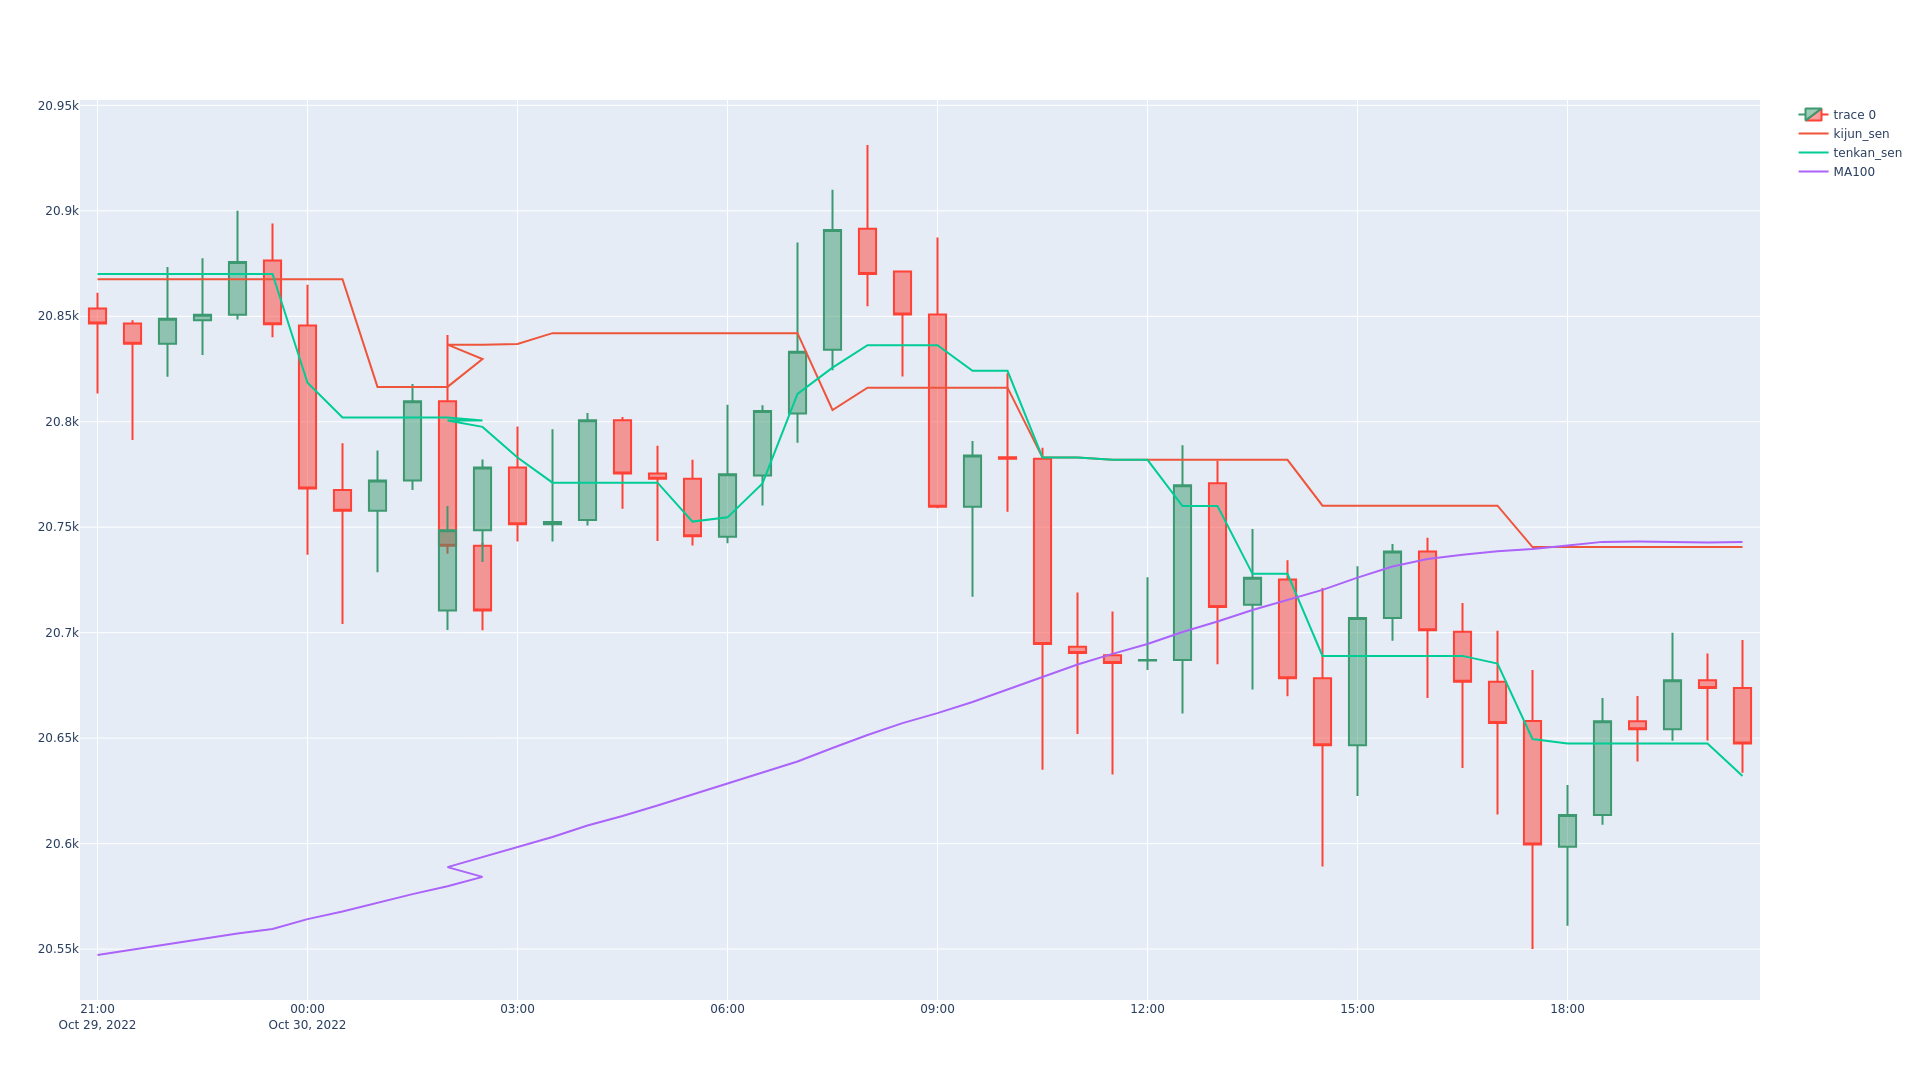 20.95k
20.9k
20.85k
20.8k
20.75k
20.7k
20.65k
20.6k
20.55k
21:00
Oct 29, 2022
00:00
Oct 30, 2022
03:00
06:00
09:00
12:00
15:00
18:00
trace 0
kijun_sen
tenkan_sen
MA100